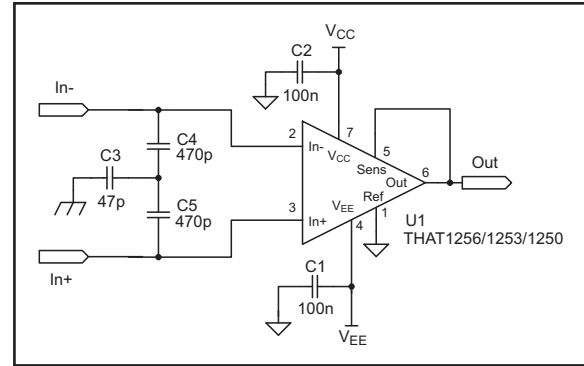 VCC
C2
In-
100n
7
2
In-
VCC
5
C4
470p
Sens
6
Out
Out
C3
47p
C5
470p
Ref
3
In+
VEE
4
1
U1
THAT1256/1253/1250
In+
C1
100n
VEE